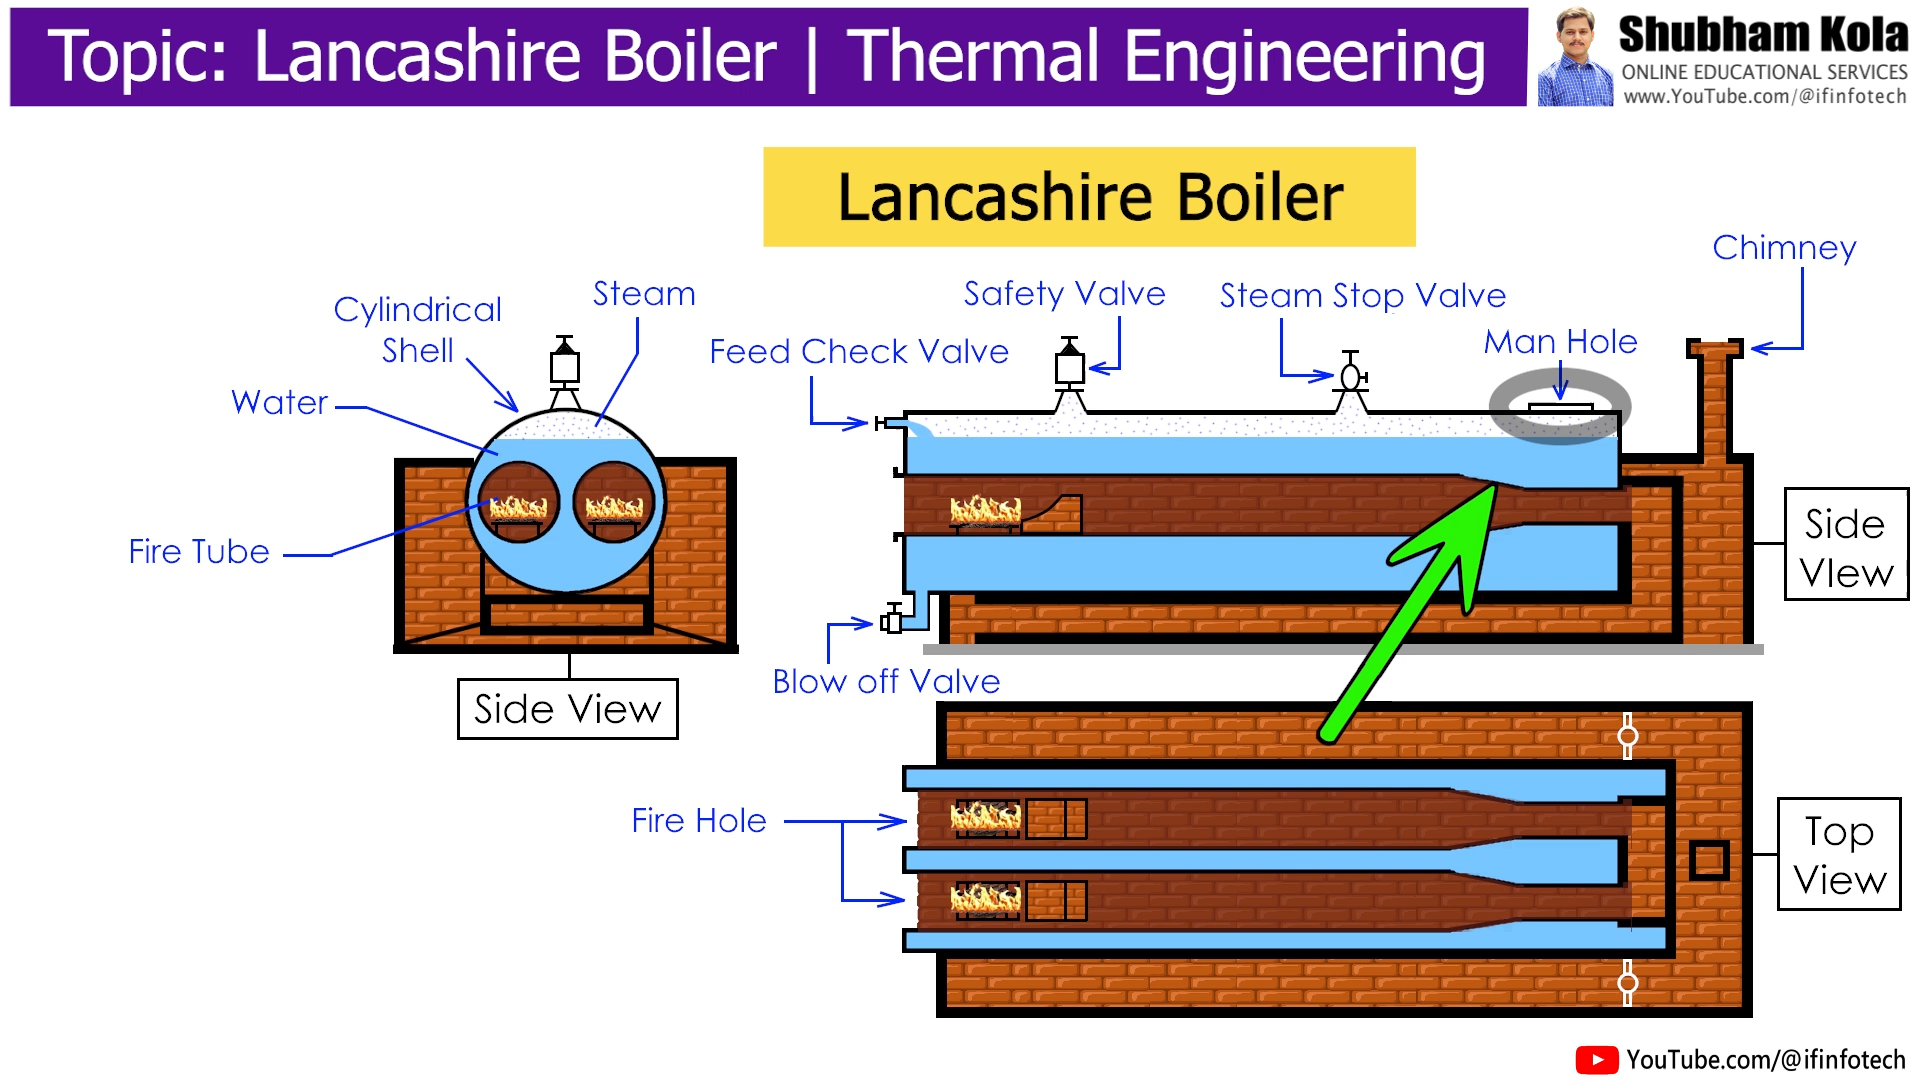 Topic: Lancashire Boiler | Thermal Engineering
Shubham Kola
ONLINE EDUCATIONAL SERVICES
www.YouTube.com/@ifinfotech
Lancashire Boiler
Chimney
Steam
Safety Valve
Steam Stop Valve
Cylindrical
Shell
Feed Check Valve
Man Hole
Water
Fire Tube
Side
VIew
Blow off Valve
Side View
Fire Hole
Top
View
YouTube.com/@ifinfotech